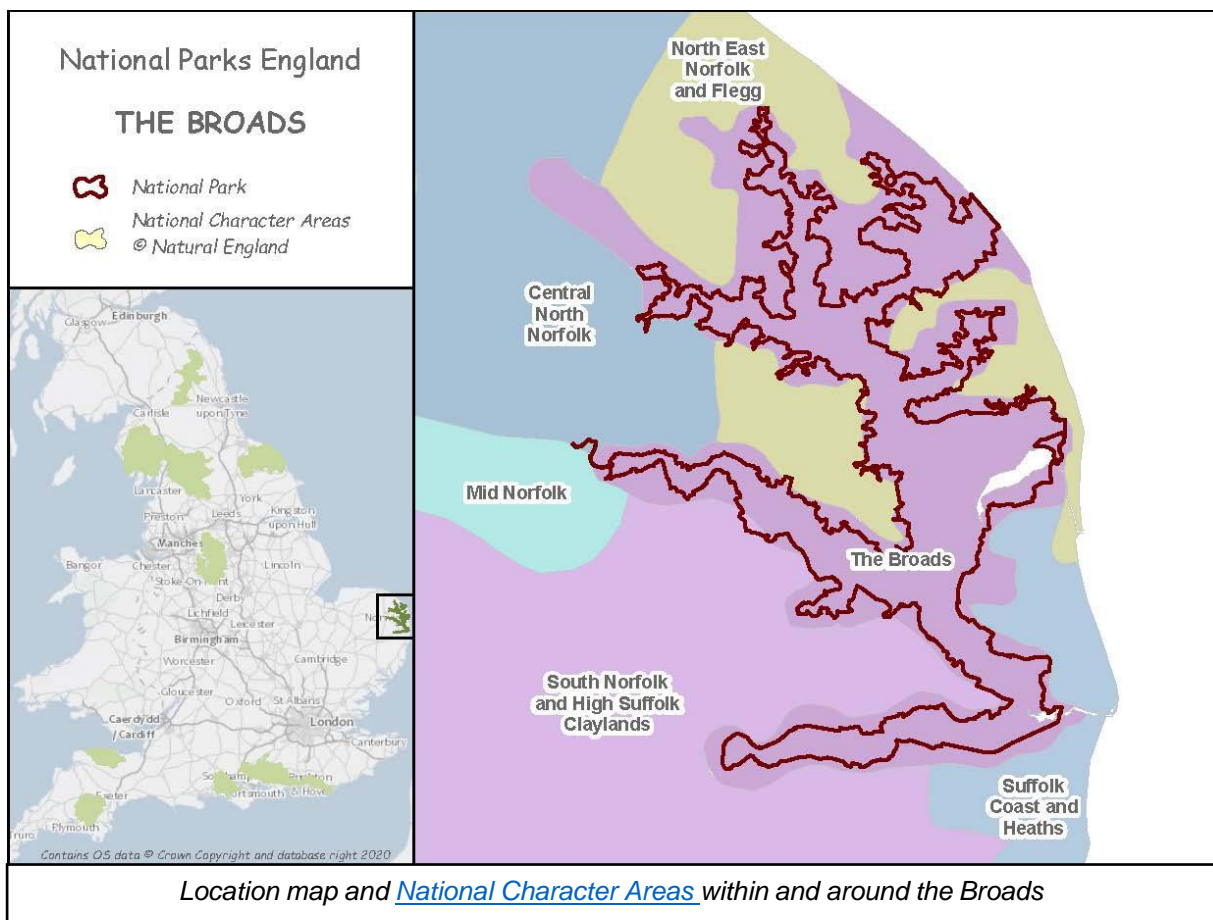 National Parks England
THE BROADS
National Park
National Character Areas
© Natural England
Edinburgh
Glasgow
Newcastle
upon Tyne
Carlisle
Lancaster
York
Preston
Leeds
Kingston
upon Hull
Bangor
Chester
Lincoln
Derby
Lichfield
Leicester
Birmingham
Worcester
Cambridge
Gloucester
Oxford
St Albans
Caerdydd
/ Cardiff
London
Canterbury
Exeter
Plymouth
Contains OS data © Crown Copyright and database right 2020
North East
Norfolk
and Flegg
Central
North
Norfolk
Mid Norfolk
The Broads
South Norfolk
and High Suffolk
Claylands
Suffolk
Coast and
Heaths
Location map and National Character Areas within and around the Broads